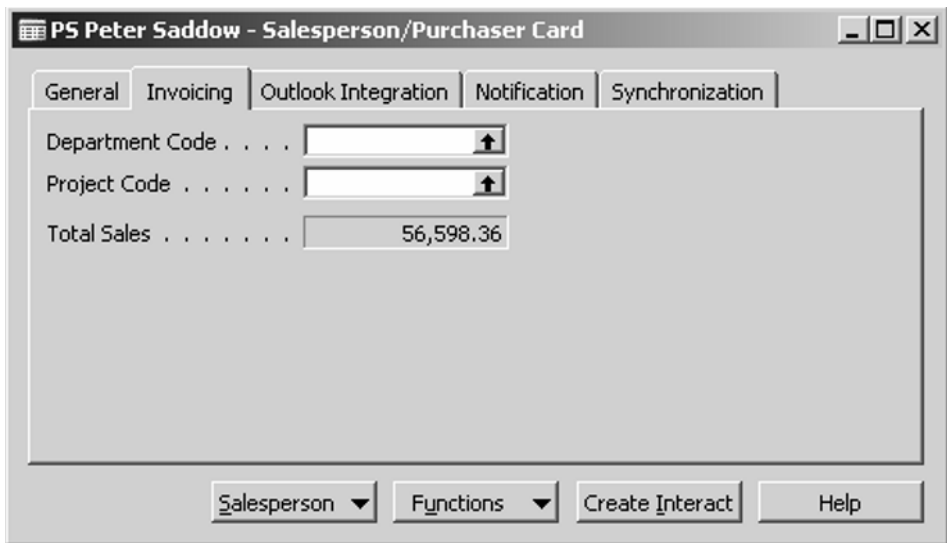 PS Peter Saddow - Salesperson/Purchaser Card
General Invoicing Outlook Integration Notification Synchronization
Department Code . . . .
Project Code . . . . . .
Total Sales . . . . . . . 56,598.36
Salesperson Functions Create Interact Help